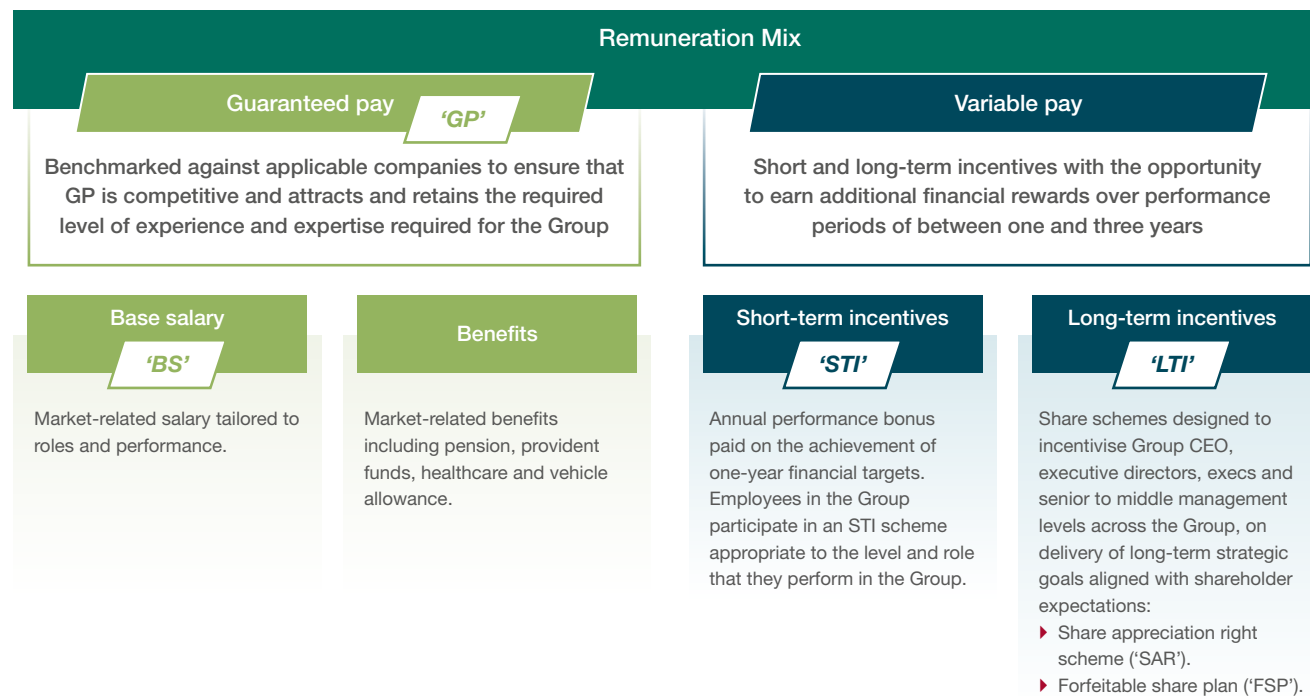 Remuneration Mix
Guaranteed pay
‘GP’
Benchmarked against applicable companies to ensure that
GP is competitive and attracts and retains the required
level of experience and expertise required for the Group
Variable pay
Short and long-term incentives with the opportunity
to earn additional financial rewards over performance
periods of between one and three years
Base salary
‘BS’
Market-related salary tailored to
roles and performance.
Benefits
Market-related benefits
including pension, provident
funds, healthcare and vehicle
allowance.
Short-term incentives
‘STI’
Annual performance bonus
paid on the achievement of
one-year financial targets.
Employees in the Group
participate in an STI scheme
appropriate to the level and role
that they perform in the Group.
Long-term incentives
‘LTI’
Share schemes designed to
incentivise Group CEO,
executive directors, execs and
senior to middle management
levels across the Group, on
delivery of long-term strategic
goals aligned with shareholder
expectations:
Share appreciation right
scheme (‘SAR’).
Forfeitable share plan (‘FSP’).